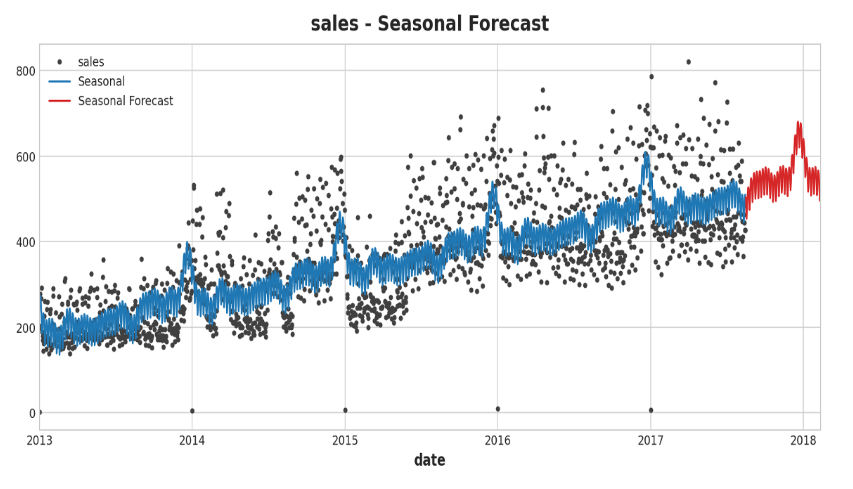 sales - Seasonal Forecast
sales
Seasonal
Seasonal Forecast
800
600
400
200
0
2013 2014 2015 2016 2017 2018
date